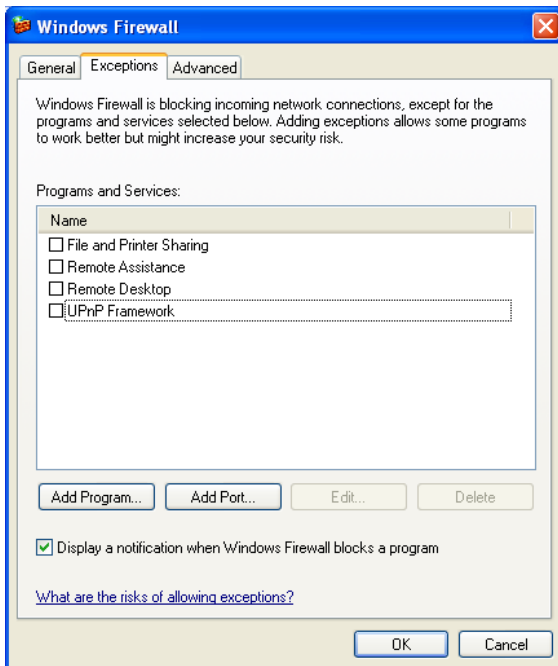 Windows Firewall
General Exceptions Advanced
Windows Firewall is blocking incoming network connections, except for the
programs and services selected below. Adding exceptions allows some programs
to work better but might increase your security risk.
Programs and Services:
Name
File and Printer Sharing
Remote Assistance
Remote Desktop
UPnP Framework
Add Program... Add Port... Edit... Delete
Display a notification when Windows Firewall blocks a program
What are the risks of allowing exceptions?
OK Cancel